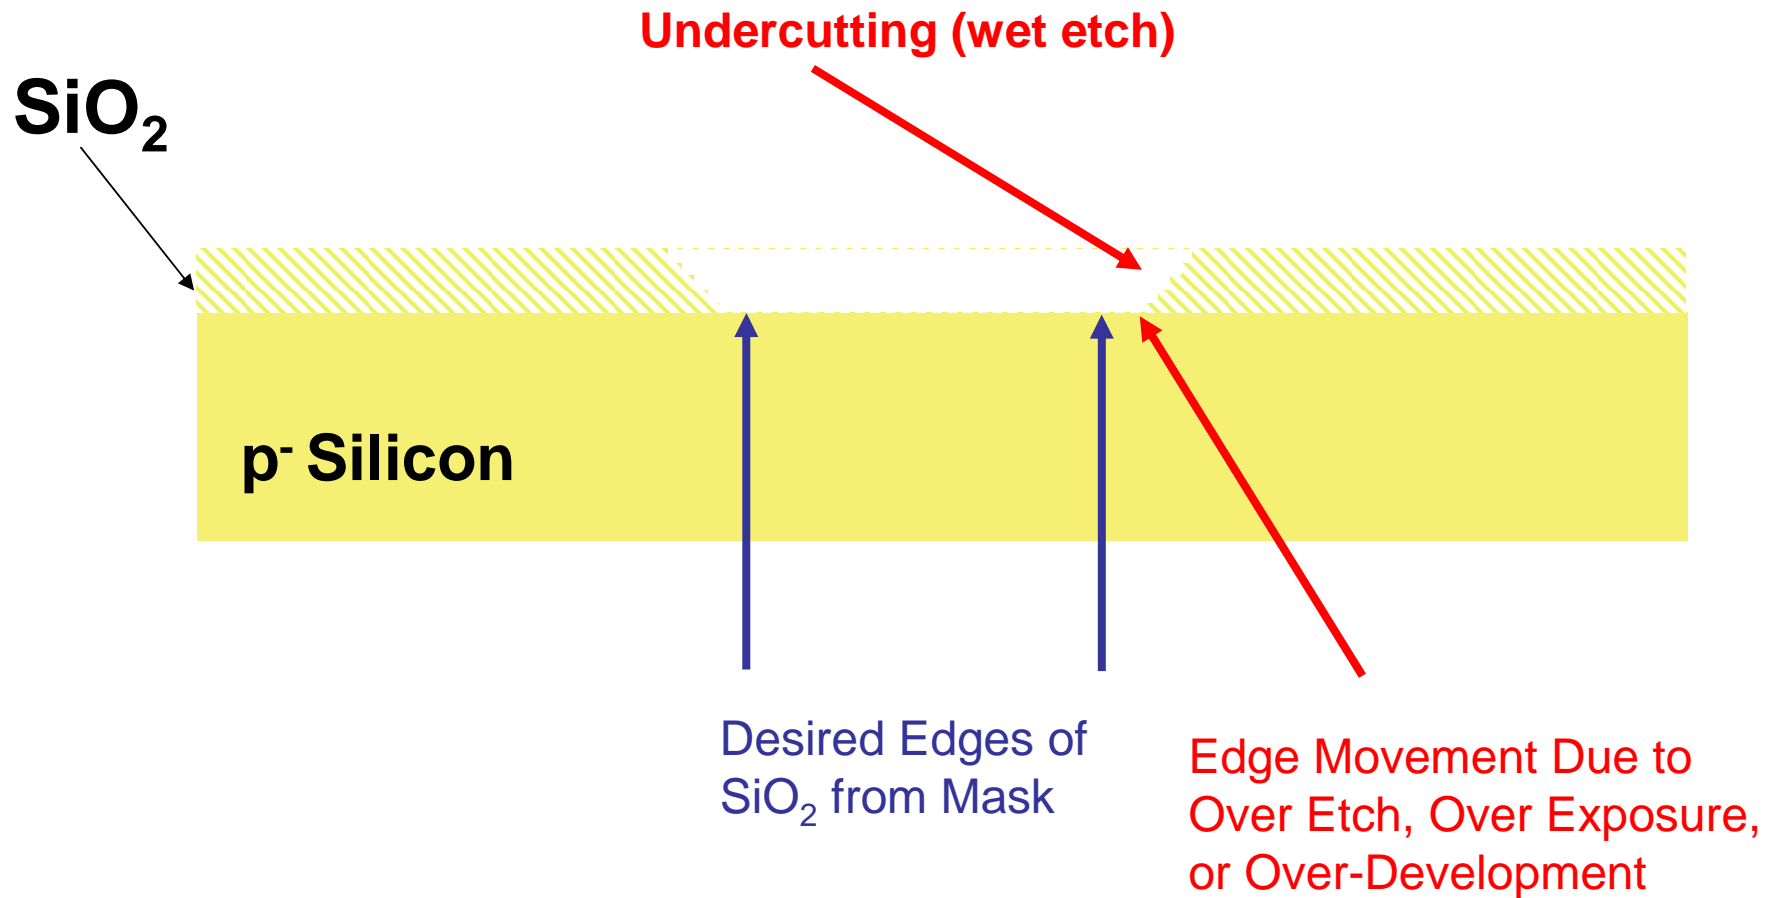 Undercutting (wet etch)
SiO₂
p⁻ Silicon
Desired Edges of
SiO₂ from Mask
Edge Movement Due to
Over Etch, Over Exposure,
or Over-Development